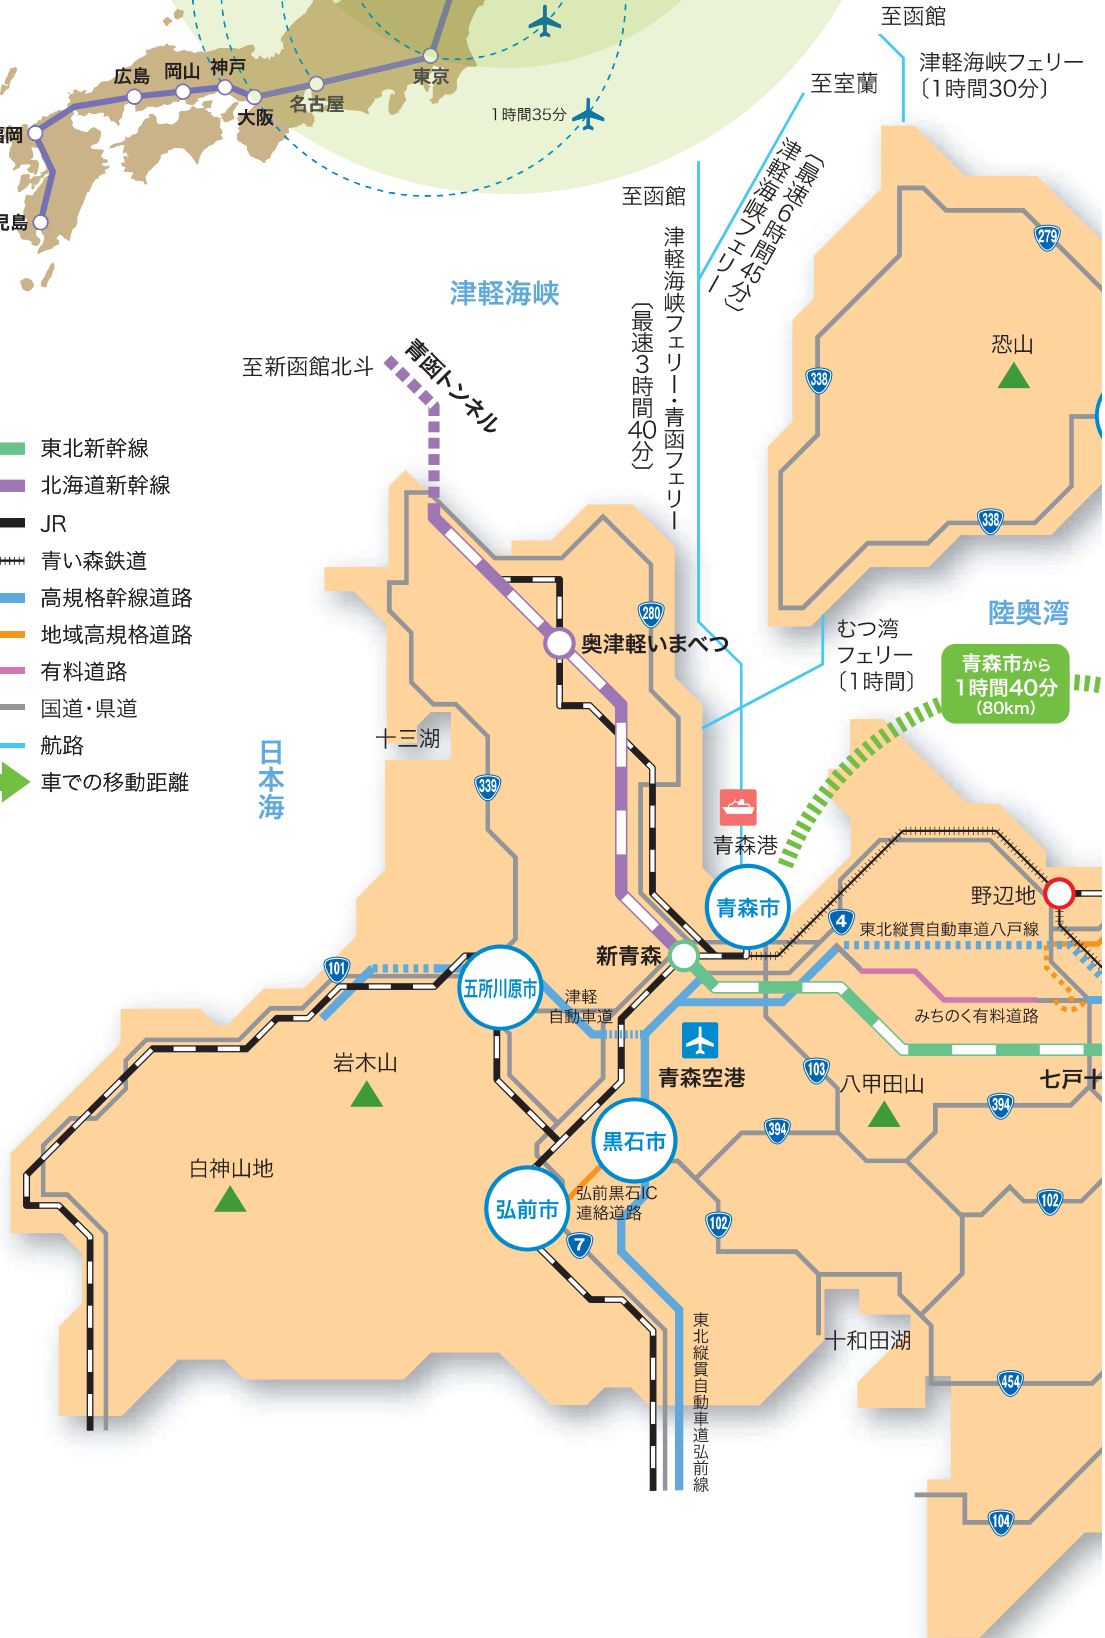 至函館
津軽海峡フェリー
〔1時間30分〕
至室蘭
津軽海峡フェリー
〔最速6時間45分〕
広島
岡山
神戸
大阪
名古屋
東京
1時間35分
福岡
児島
至函館
津軽海峡フェリー・青函フェリー
〔最速3時間40分〕
津軽海峡
至新函館北斗
青函トンネル
279
338
恐山
338
東北新幹線
北海道新幹線
JR
青い森鉄道
高規格幹線道路
地域高規格道路
有料道路
国道・県道
航路
車での移動距離
280
奥津軽いまべつ
むつ湾
フェリー
〔1時間〕
陸奥湾
青森市から
1時間40分
(80km)
十三湖
日本海
339
青森港
青森市
野辺地
4
東北縦貫自動車道八戸線
新青森
101
五所川原市
津軽
自動車道
みちのく有料道路
青森空港
岩木山
103
八甲田山
七戸十
394
394
黒石市
白神山地
弘前市
弘前黒石IC
連絡道路
7
102
102
東北縦貫自動車道弘前線
十和田湖
454
104